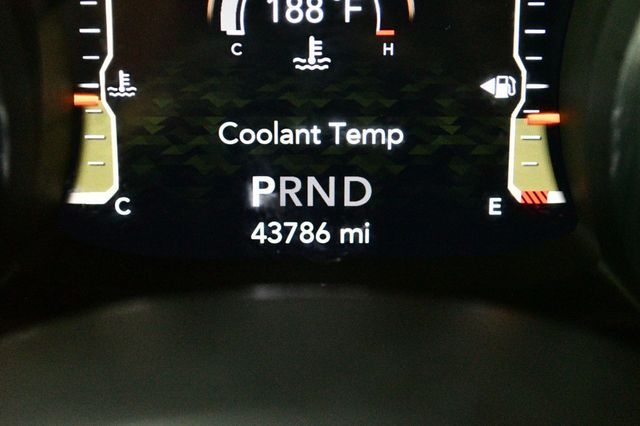 188 °F
C H
Coolant Temp
PRND
C E
43786 mi